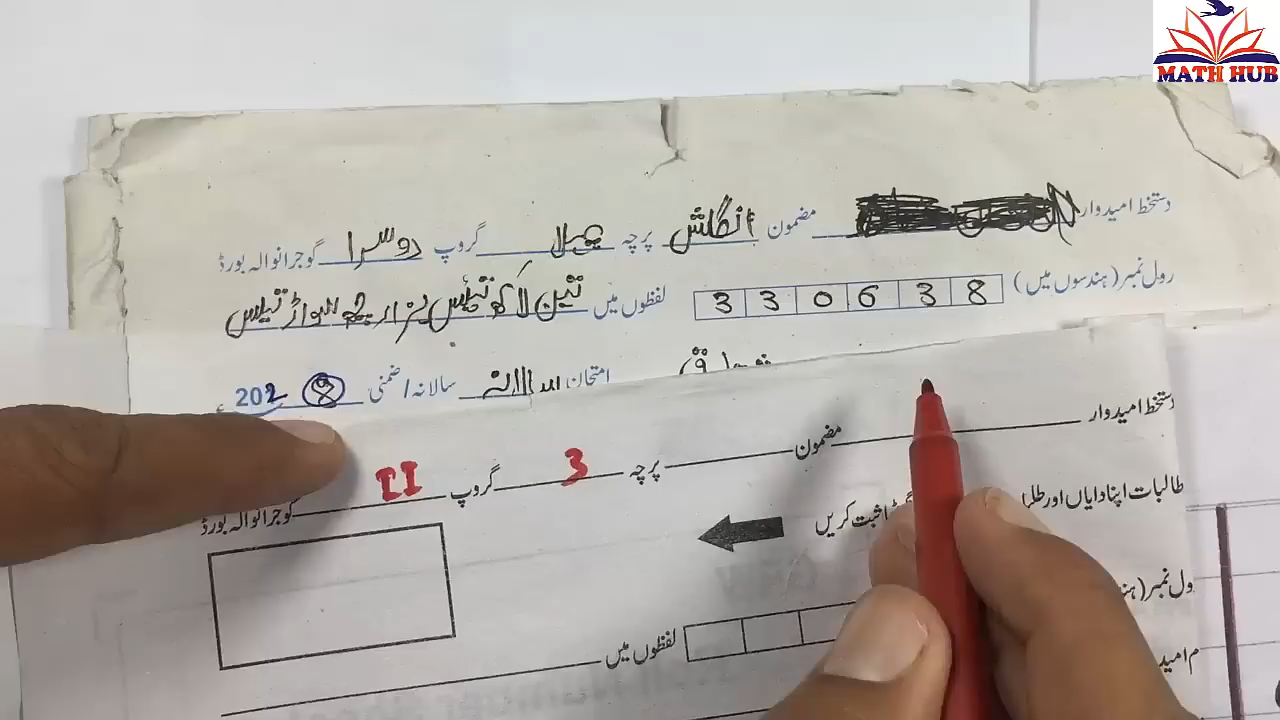 MATH HUB
دستخط امیدوار مضمون انگلش پرچہ پہلا گروپ دوسرا گوجرانوالہ بورڈ
رول نمبر (ہندسوں میں) 3 3 0 6 3 8 لفظوں میں تین لاکھ تیس ہزار چھ سو اڑتیس
امتحان سالانہ / ضمنی 202
دستخط امیدوار مضمون پرچہ 3 گروپ II گوجرانوالہ بورڈ
طالبات اپنا دایاں اور ثبت کریں
لفظوں میں